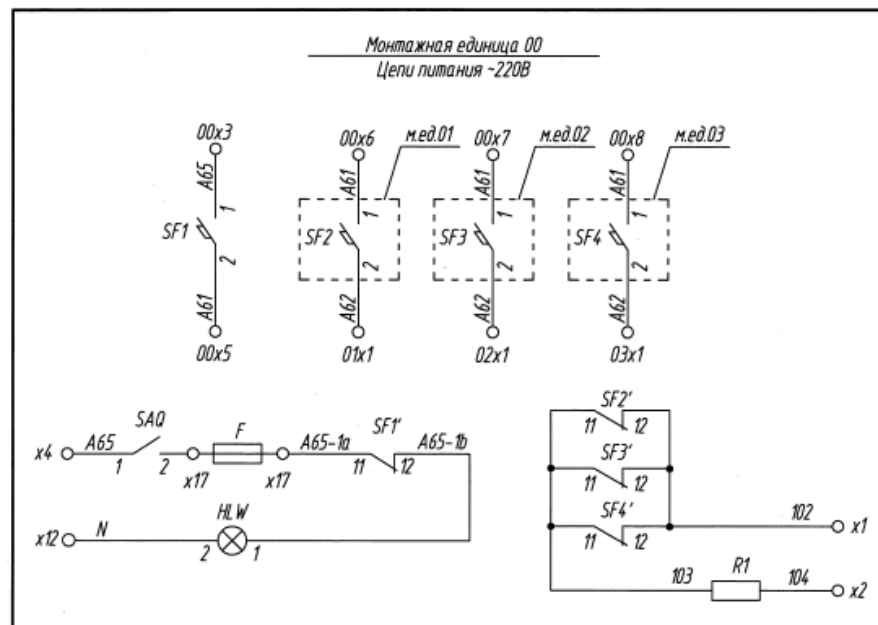 Монтажная единица 00
Цепи питания ~220В
00x3
00x6
м.ед.01
00x7
м.ед.02
00x8
м.ед.03
A65
A61
A61
A61
1
1
1
1
SF1
SF2
SF3
SF4
2
2
2
2
A61
A62
A62
A62
00x5
01x1
02x1
03x1
x4
A65
SAQ
1
2
x17
F
x17
A65-1a
SF1'
11
12
A65-1b
x12
N
HLW
2
1
SF2'
11
12
SF3'
11
12
SF4'
11
12
102
x1
103
R1
104
x2